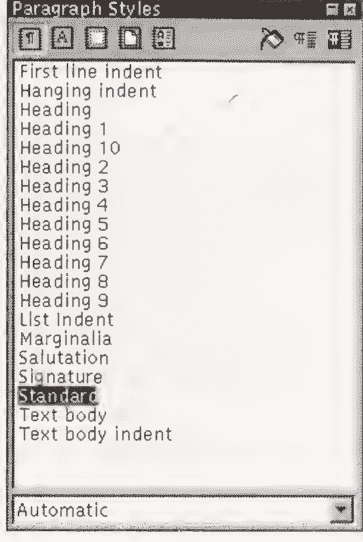 Paragraph Styles
First line indent
Hanging indent
Heading
Heading 1
Heading 10
Heading 2
Heading 3
Heading 4
Heading 5
Heading 6
Heading 7
Heading 8
Heading 9
List Indent
Marginalia
Salutation
Signature
Standard
Text body
Text body indent
Automatic